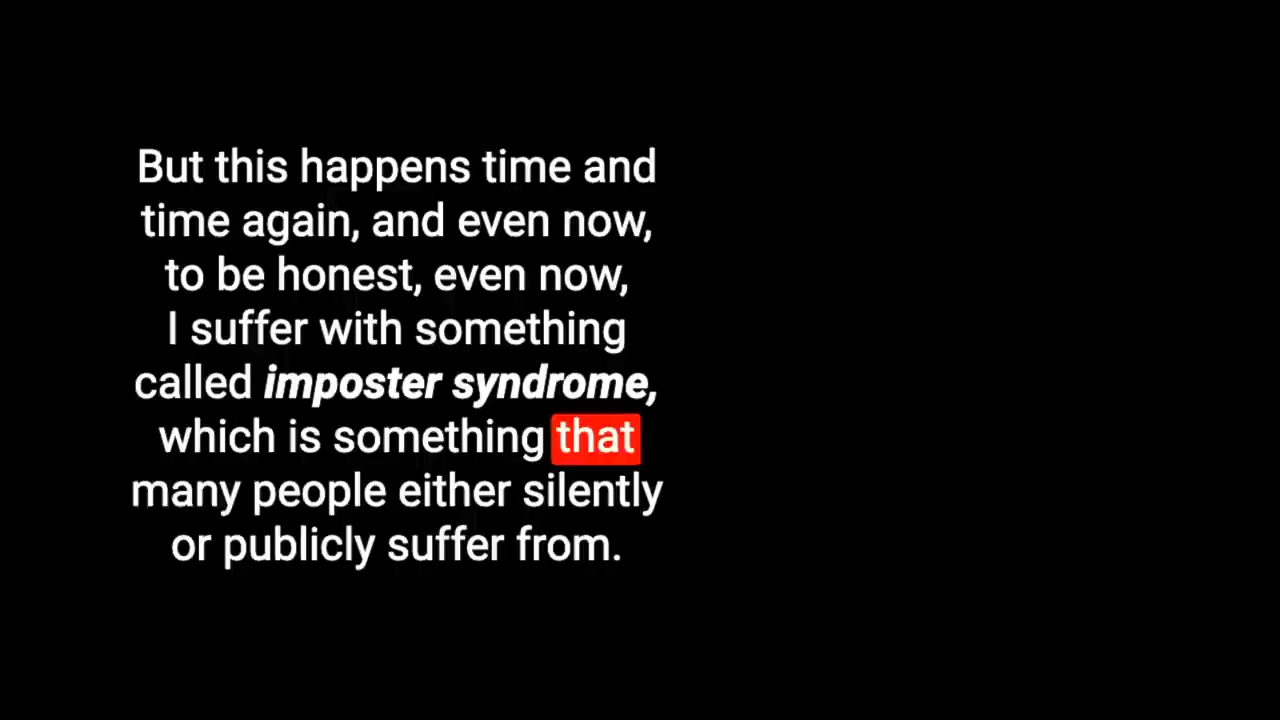 But this happens time and
time again, and even now,
to be honest, even now,
I suffer with something
called imposter syndrome,
which is something that
many people either silently
or publicly suffer from.